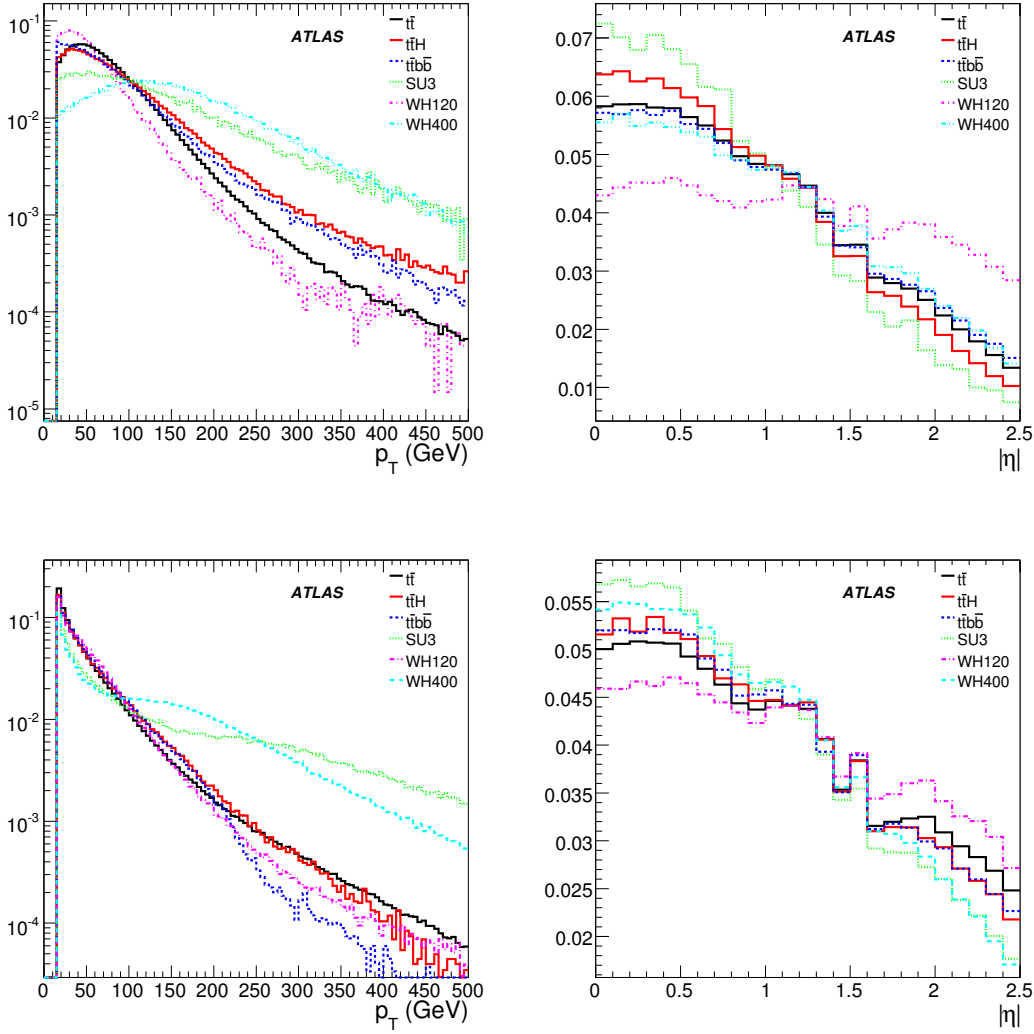 10⁻¹
10⁻²
10⁻³
10⁻⁴
10⁻⁵
0 50 100 150 200 250 300 350 400 450 500
p_T (GeV)
ATLAS
tt̄
tt̄H
tt̄bb̄
SU3
WH120
WH400
0.07
0.06
0.05
0.04
0.03
0.02
0.01
0 0.5 1 1.5 2 2.5
|η|
ATLAS
tt̄
tt̄H
tt̄bb̄
SU3
WH120
WH400
10⁻¹
10⁻²
10⁻³
10⁻⁴
0 50 100 150 200 250 300 350 400 450 500
p_T (GeV)
ATLAS
tt̄
tt̄H
tt̄bb̄
SU3
WH120
WH400
0.055
0.05
0.045
0.04
0.035
0.03
0.025
0.02
0 0.5 1 1.5 2 2.5
|η|
ATLAS
tt̄
tt̄H
tt̄bb̄
SU3
WH120
WH400